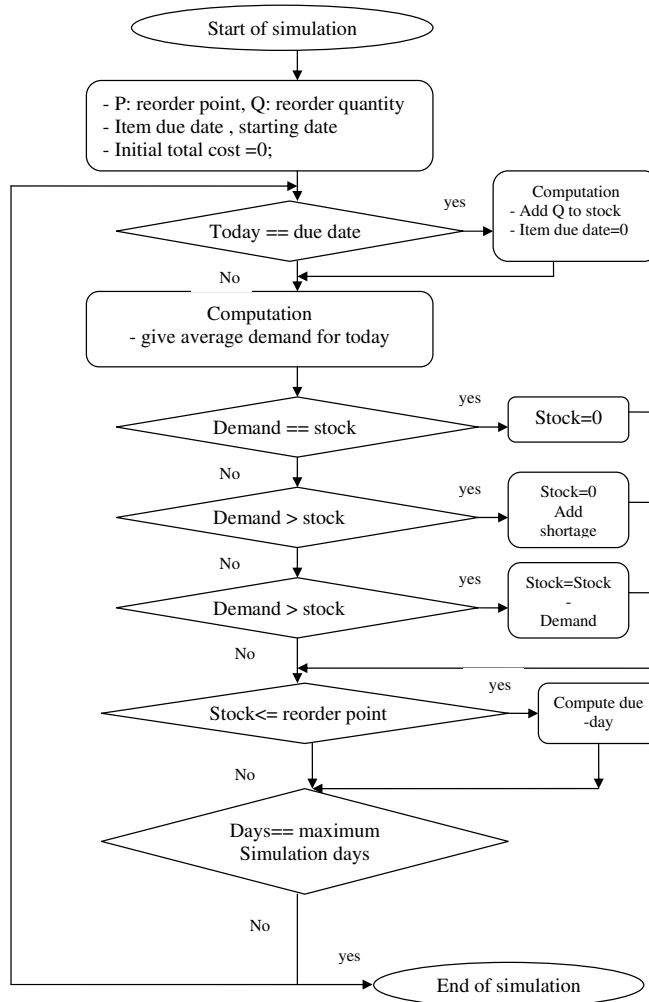 Start of simulation
- P: reorder point, Q: reorder quantity
- Item due date , starting date
- Initial total cost =0;
Today == due date
yes
Computation
- Add Q to stock
- Item due date=0
No
Computation
- give average demand for today
Demand == stock
yes
Stock=0
No
Demand > stock
yes
Stock=0
Add
shortage
No
Demand > stock
yes
Stock=Stock
-
Demand
No
Stock<= reorder point
yes
Compute due
-day
No
Days== maximum
Simulation days
No
yes
End of simulation